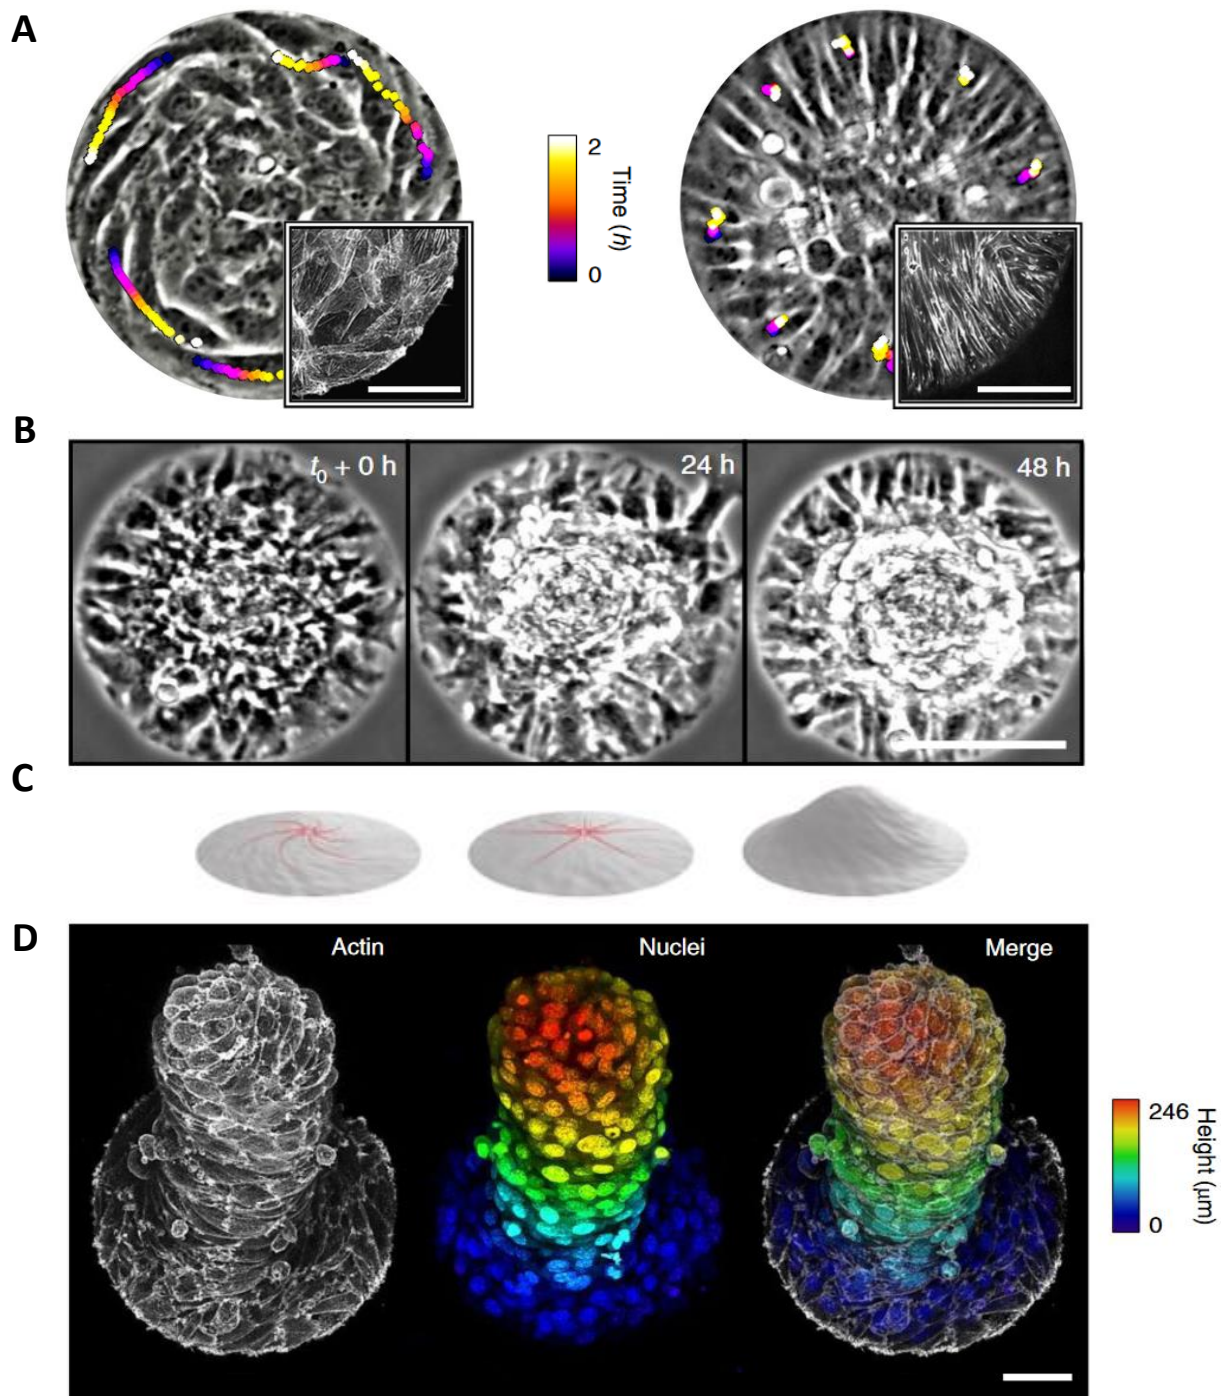 A
2
Time (h)
0
B
t0 + 0 h
24 h
48 h
C
D
Actin
Nuclei
Merge
246
Height (μm)
0